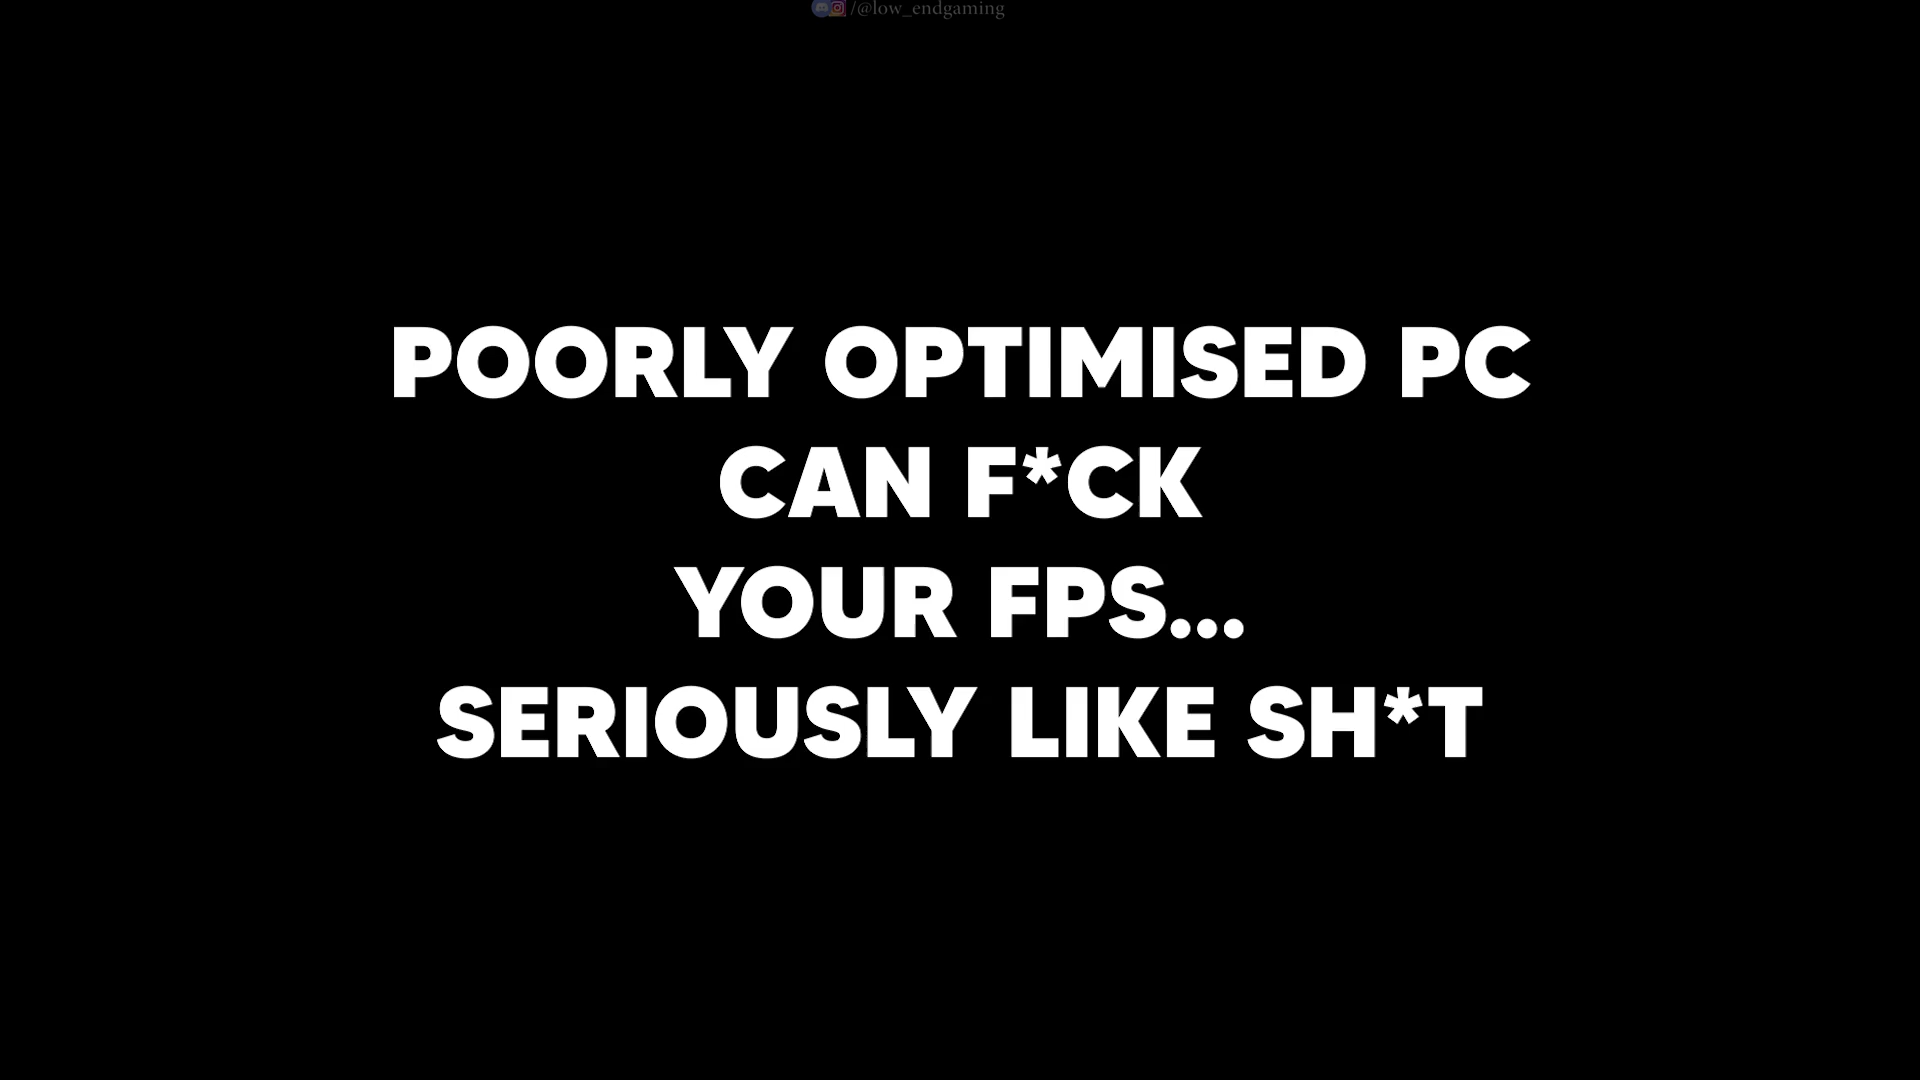 /@low_endgaming
POORLY OPTIMISED PC
CAN F*CK
YOUR FPS...
SERIOUSLY LIKE SH*T